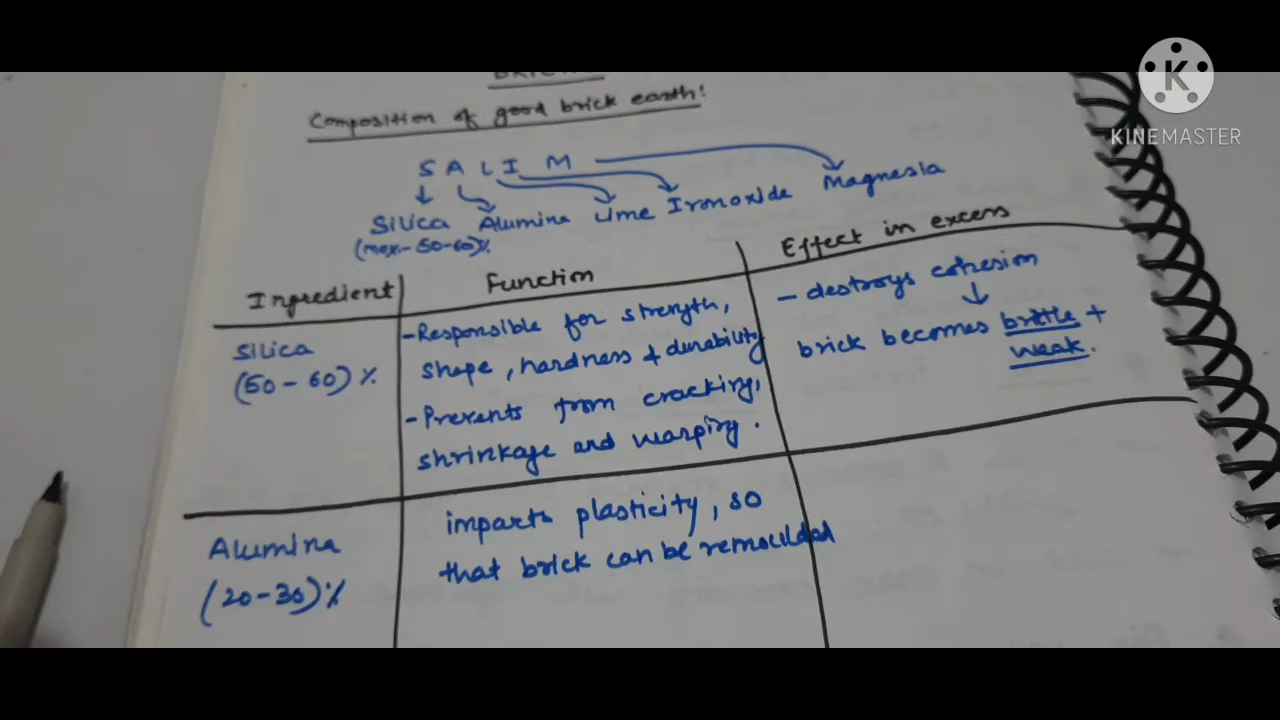 Composition of good brick earth:
S A L I M
Silica Alumina Lime Iron oxide Magnesia
(max - 50-60)%
Ingredient Function Effect in excess
Silica
(50 - 60) %
- Responsible for strength,
shape, hardness & durability
- Prevents from cracking,
shrinkage and warping.
- destroys cohesion
brick becomes brittle +
weak.
Alumina
(20-30)%
imparts plasticity, so
that brick can be remoulded
K
KINEMASTER